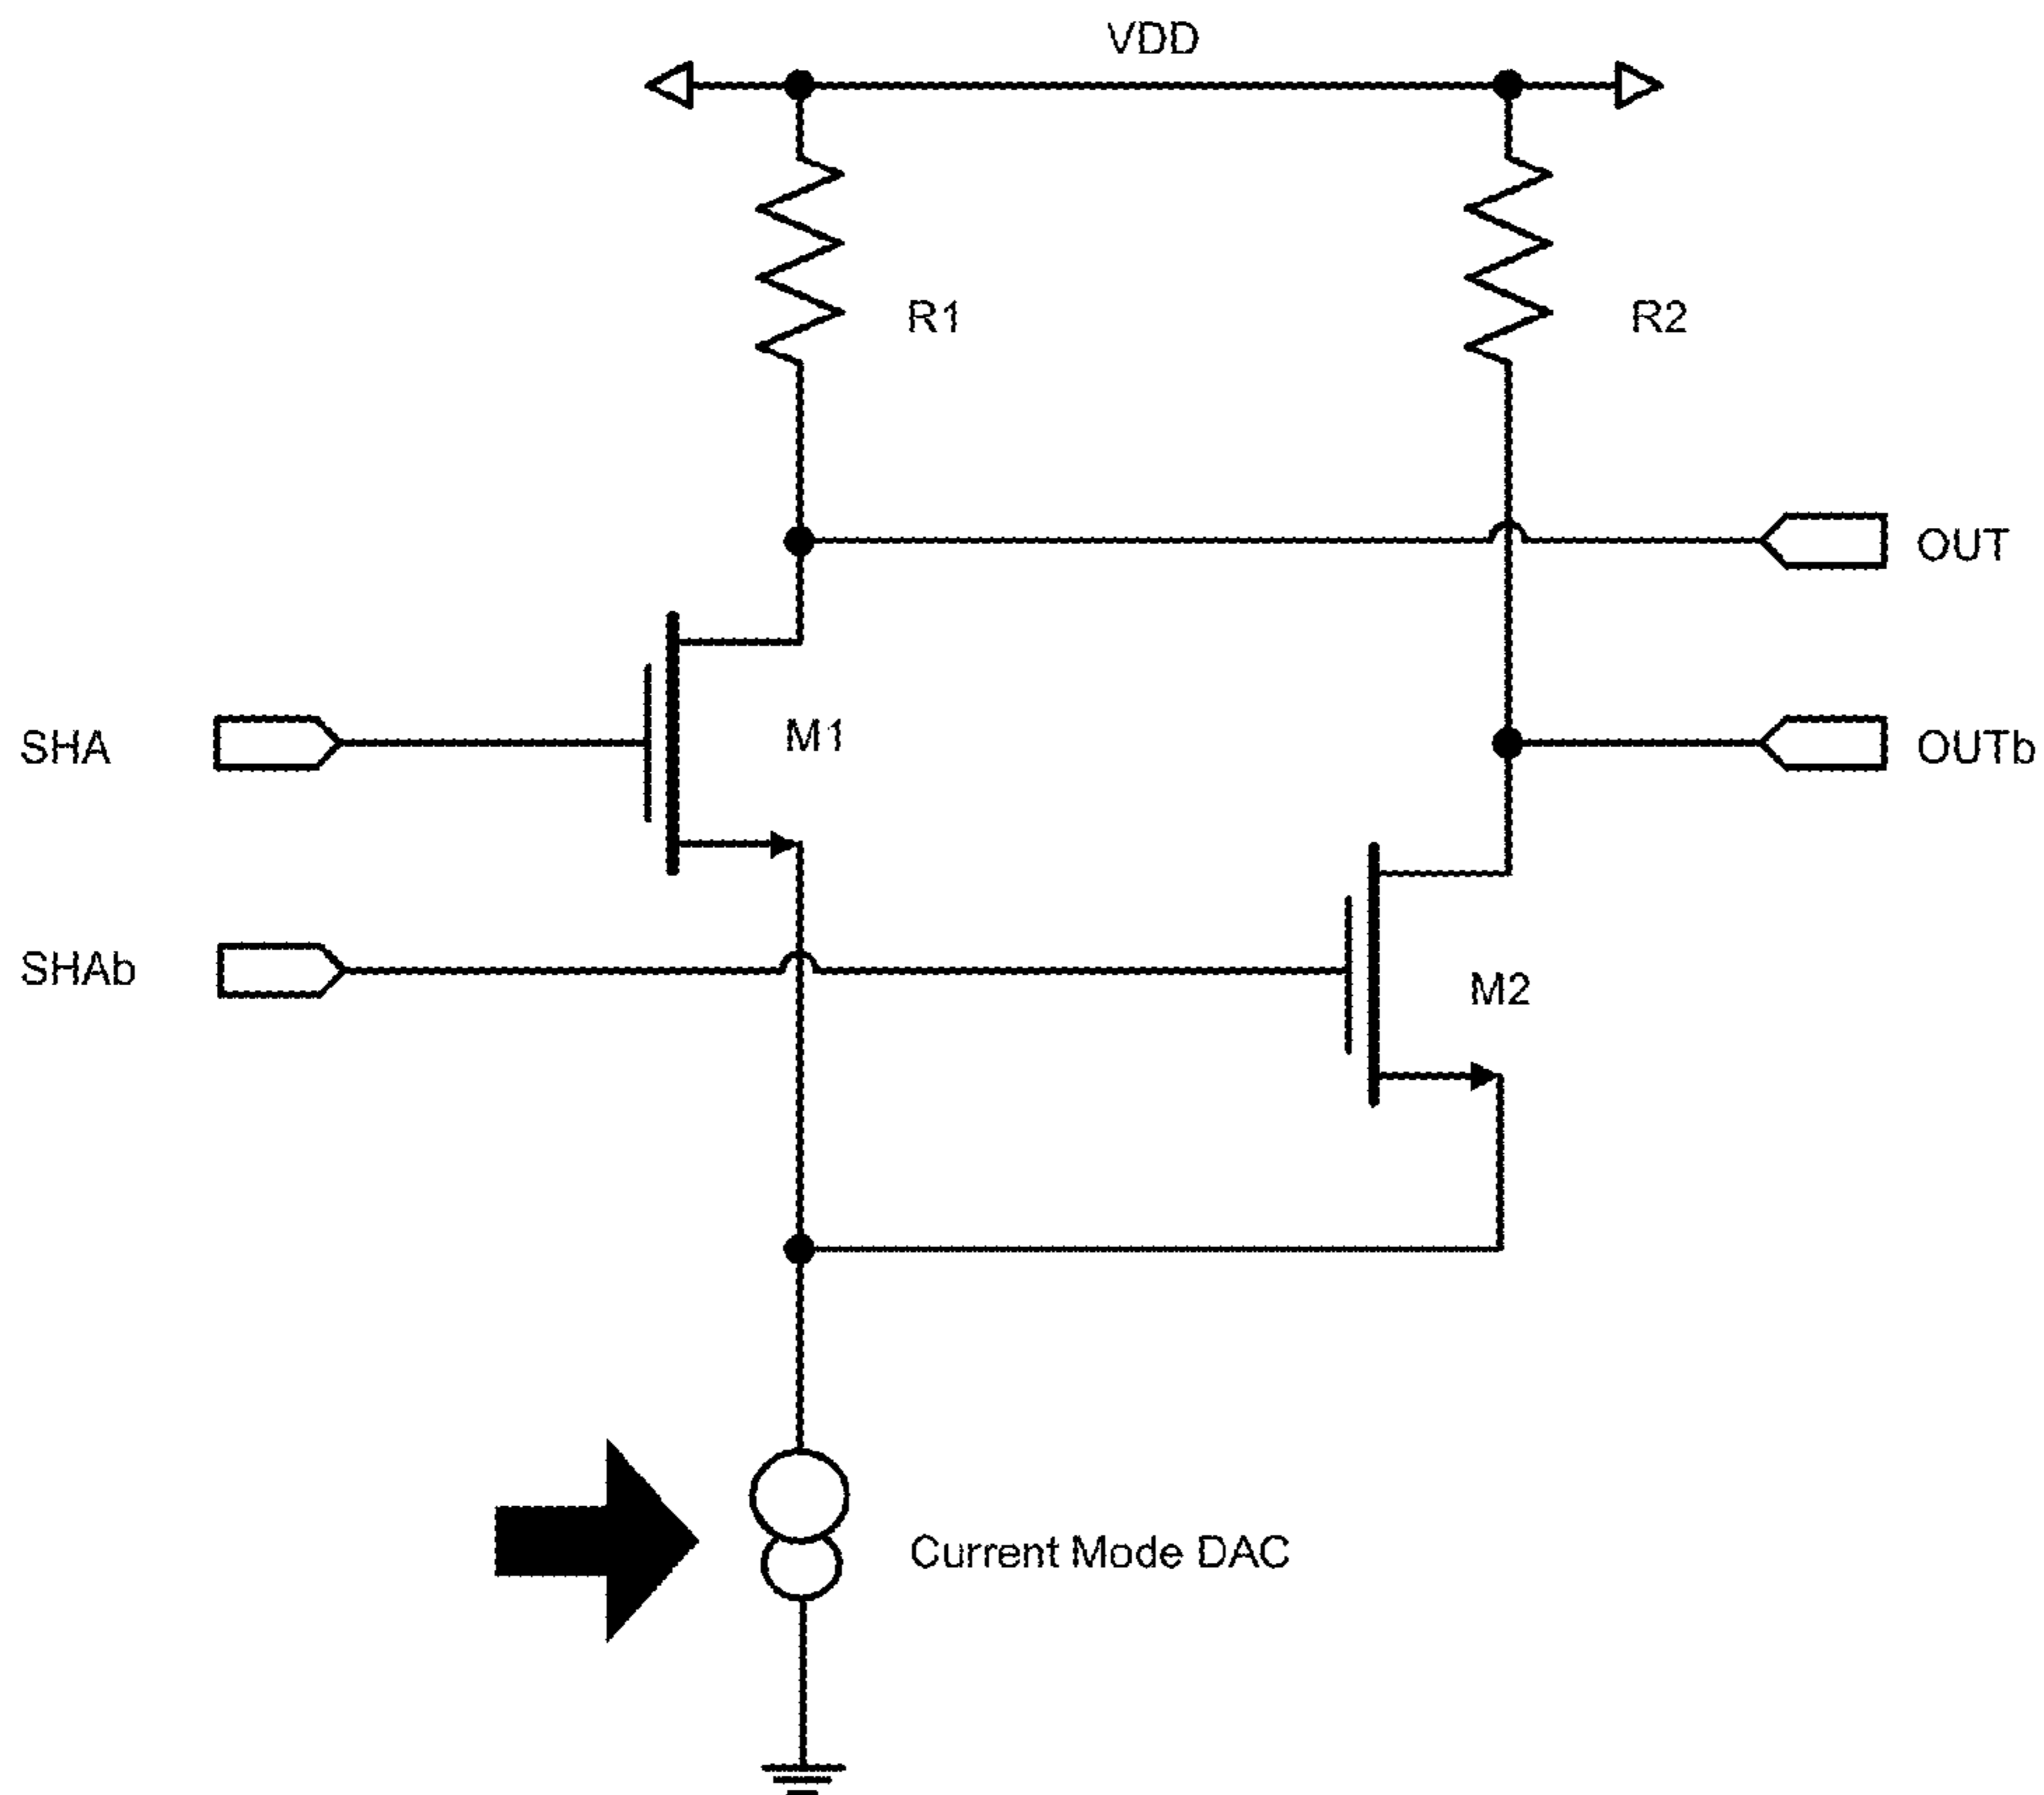 VDD
R1
R2
OUT
SHA
M1
OUTb
SHAb
M2
Current Mode DAC